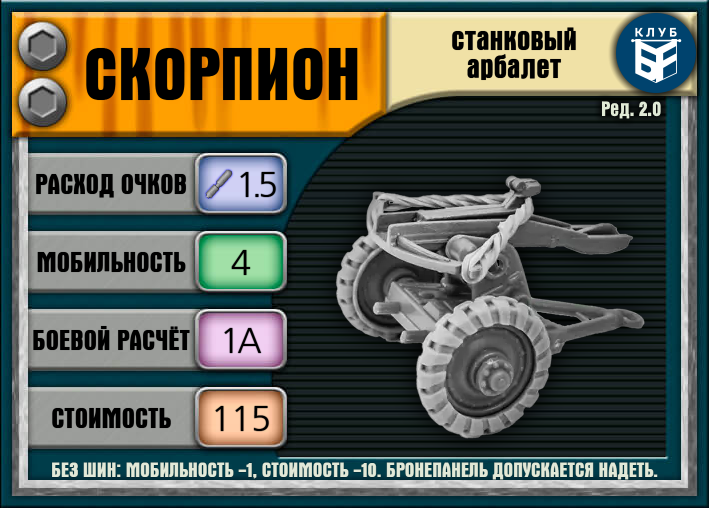 СКОРПИОН
станковый
арбалет
КЛУБ
Ред. 2.0
РАСХОД ОЧКОВ 1.5
МОБИЛЬНОСТЬ 4
БОЕВОЙ РАСЧЁТ 1А
СТОИМОСТЬ 115
БЕЗ ШИН: МОБИЛЬНОСТЬ –1, СТОИМОСТЬ –10. БРОНЕПАНЕЛЬ ДОПУСКАЕТСЯ НАДЕТЬ.